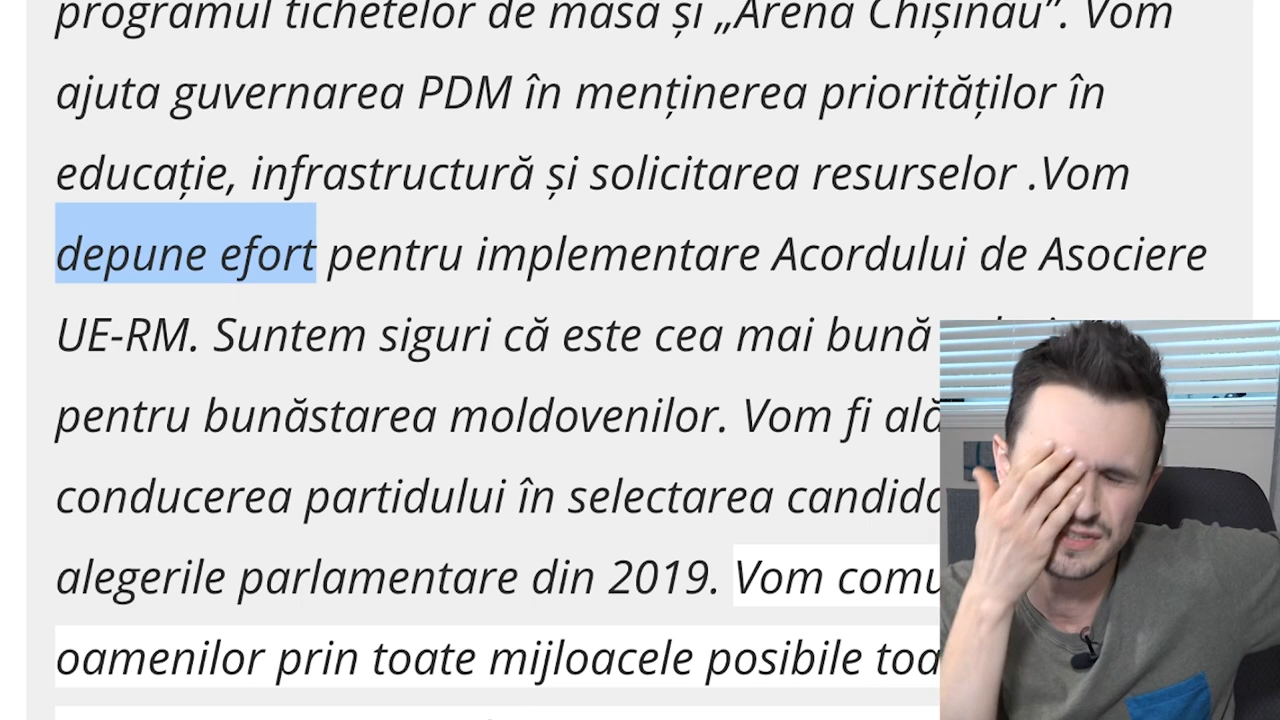 programul tichetelor de masă și „Arena Chișinău”. Vom
ajuta guvernarea PDM în menținerea priorităților în
educație, infrastructură și solicitarea resurselor .Vom
depune efort pentru implementare Acordului de Asociere
UE-RM. Suntem siguri că este cea mai bună
pentru bunăstarea moldovenilor. Vom fi
conducerea partidului în selectarea
alegerile parlamentare din 2019. Vom
oamenilor prin toate mijloacele posibile